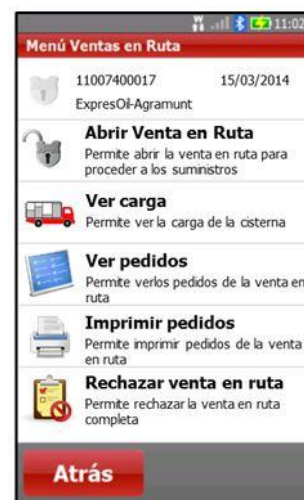 11:02
Menú Ventas en Ruta
11007400017 15/03/2014
ExpresOil-Agramunt
Abrir Venta en Ruta
Permite abrir la venta en ruta para
proceder a los suministros
Ver carga
Permite ver la carga de la cisterna
Ver pedidos
Permite verlos pedidos de la venta en
ruta
Imprimir pedidos
Permite imprimir pedidos de la venta
en ruta
Rechazar venta en ruta
Permite rechazar la venta en ruta
completa
Atrás